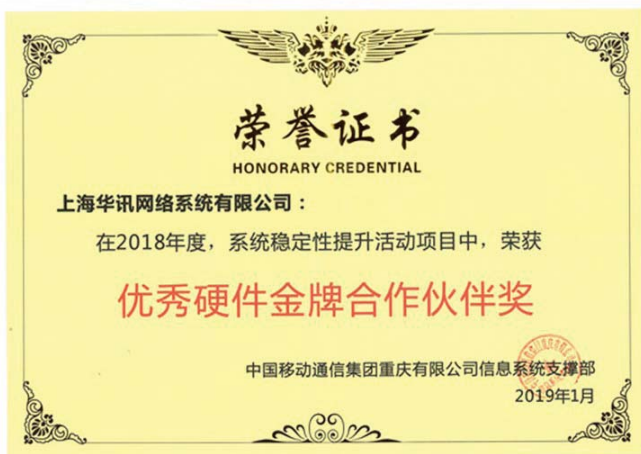 荣誉证书
HONORARY CREDENTIAL
上海华讯网络系统有限公司：
在2018年度，系统稳定性提升活动项目中，荣获
优秀硬件金牌合作伙伴奖
中国移动通信集团重庆有限公司信息系统支撑部
2019年1月